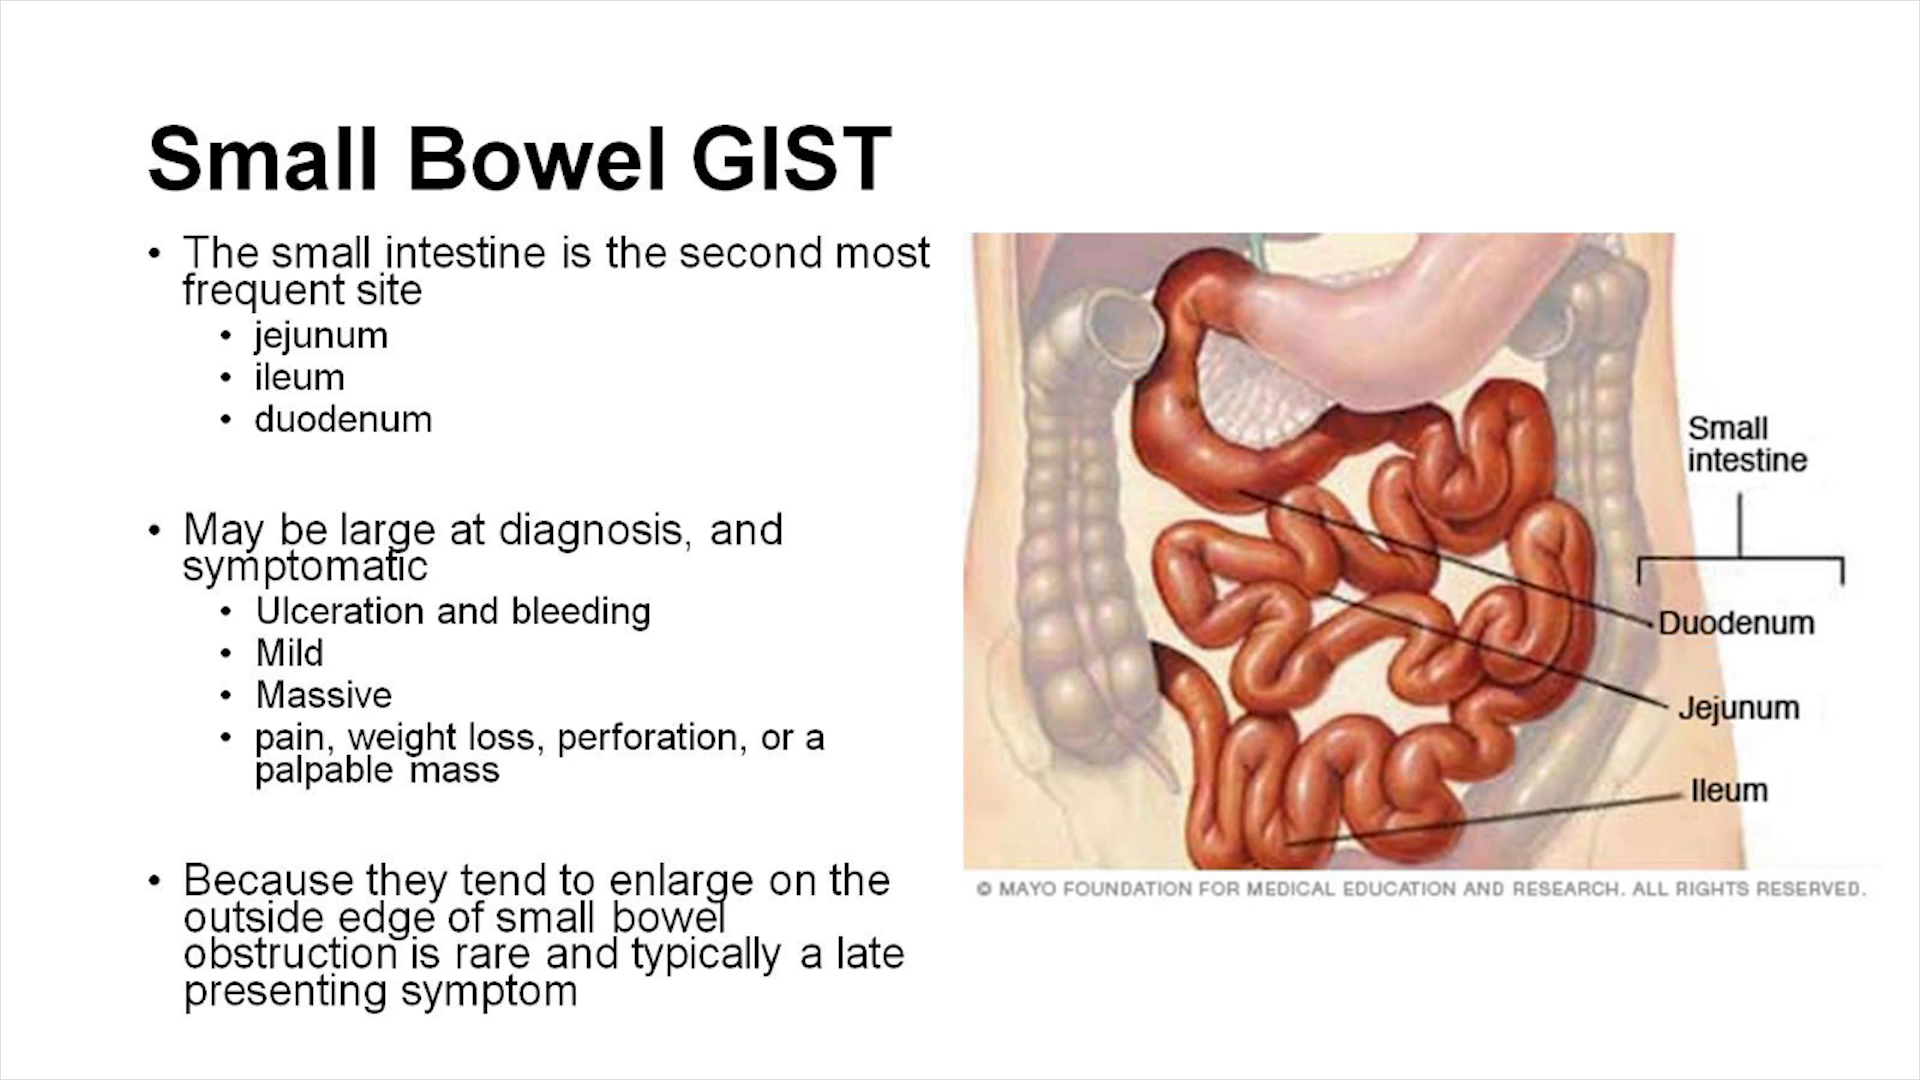 Small Bowel GIST
• The small intestine is the second most
frequent site
• jejunum
• ileum
• duodenum
• May be large at diagnosis, and
symptomatic
• Ulceration and bleeding
• Mild
• Massive
• pain, weight loss, perforation, or a
palpable mass
• Because they tend to enlarge on the
outside edge of small bowel
obstruction is rare and typically a late
presenting symptom
Small
intestine
Duodenum
Jejunum
Ileum
© MAYO FOUNDATION FOR MEDICAL EDUCATION AND RESEARCH. ALL RIGHTS RESERVED.